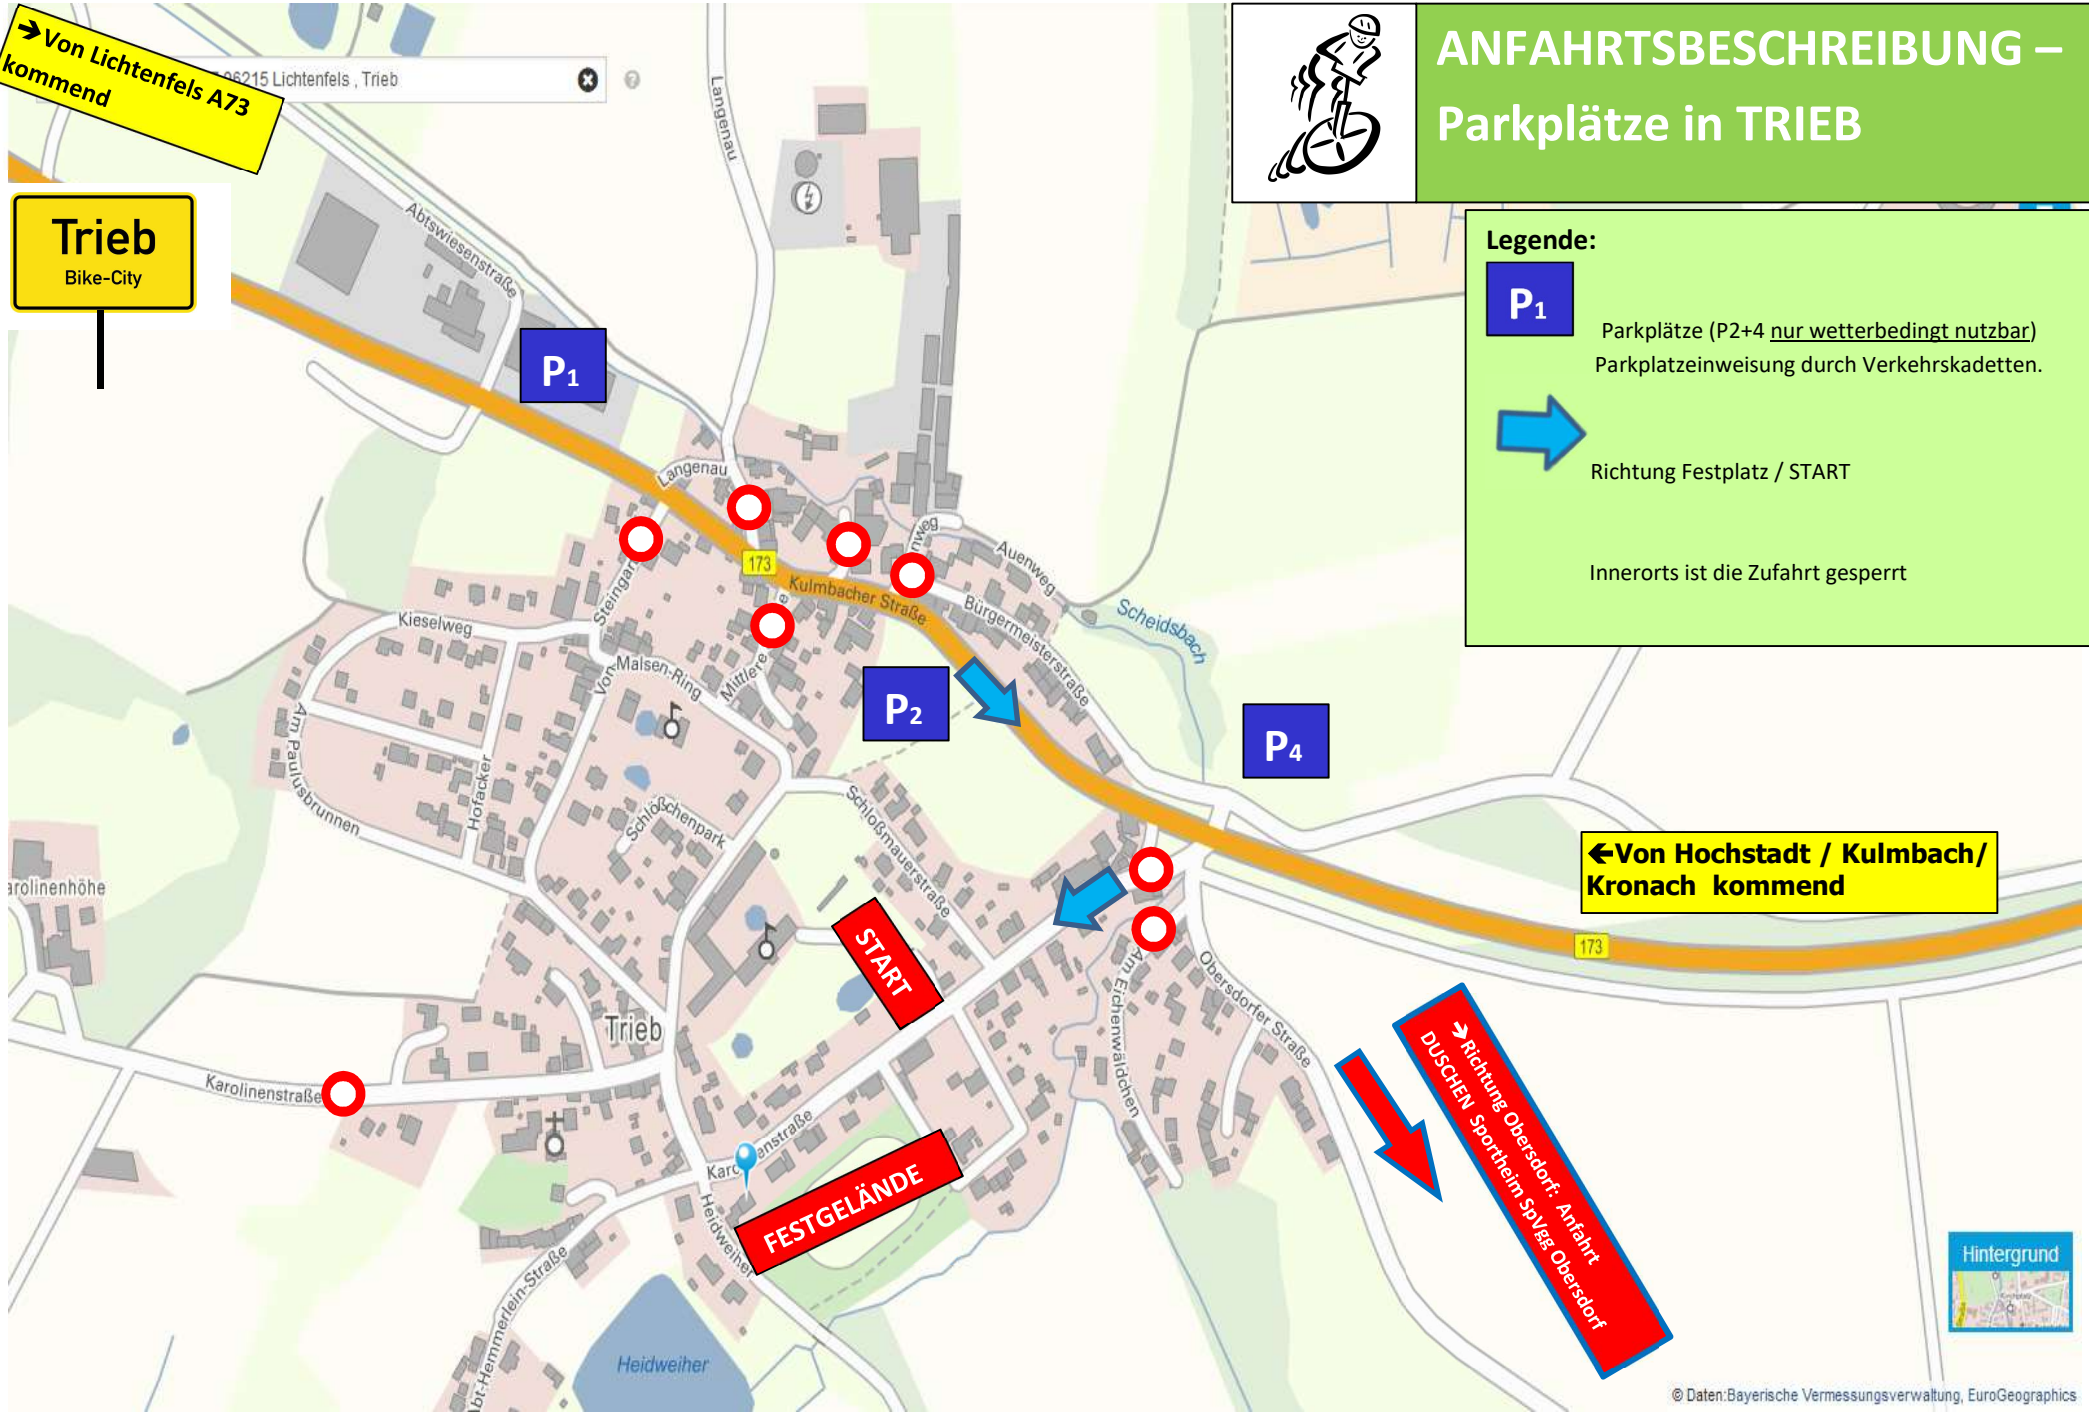 ➔Von Lichtenfels A73
kommend
96215 Lichtenfels , Trieb
ANFAHRTSBESCHREIBUNG –
Parkplätze in TRIEB
Trieb
Bike-City
Legende:
P1
Parkplätze (P2+4 nur wetterbedingt nutzbar)
Parkplatzeinweisung durch Verkehrskadetten.
Richtung Festplatz / START
Innerorts ist die Zufahrt gesperrt
Langenau
Abtswiesenstraße
P1
Langenau
173
Kulmbacher Straße
Auenweg
Bürgermeisterstraße
Scheidsbach
Kieselweg
Von
Malsen-Ring
Mittlere
P2
P4
Am Paulusbrunnen
Hofacker
Schlößchenpark
Schloßmauerstraße
←Von Hochstadt / Kulmbach/
Kronach kommend
173
START
Am Eichenwäldchen
Obersdorfer Straße
Trieb
Karolinenstraße
➔Richtung Obersdorf: Anfahrt
DUSCHEN Sportheim SpVgg Obersdorf
FESTGELÄNDE
Heidweiher
Abt-Hemmerlein-Straße
Heidweiher
Hintergrund
© Daten:Bayerische Vermessungsverwaltung, EuroGeographics